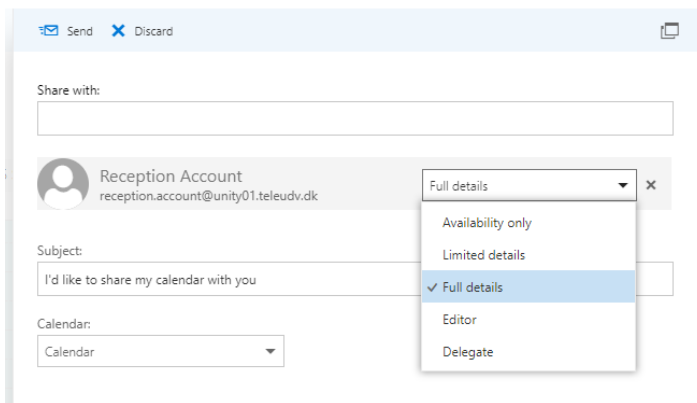 Send Discard
Share with:
Reception Account
reception.account@unity01.teleudv.dk
Full details
Availability only
Limited details
Full details
Editor
Delegate
Subject:
I'd like to share my calendar with you
Calendar:
Calendar